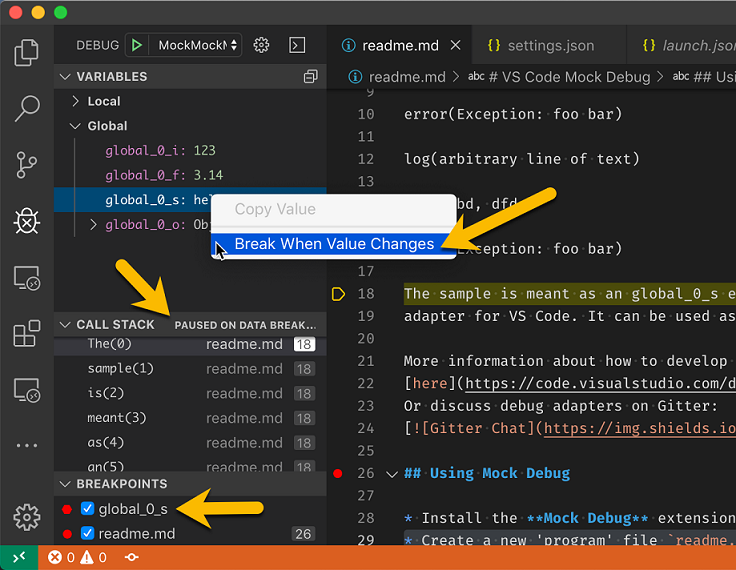 DEBUG
MockMockM
VARIABLES
Local
Global
global_0_i: 123
global_0_f: 3.14
global_0_s: hel
global_0_o: Ob
Copy Value
Break When Value Changes
CALL STACK PAUSED ON DATA BREAK...
The(0) readme.md 18
sample(1) readme.md 18
is(2) readme.md 18
meant(3) readme.md 18
as(4) readme.md 18
an(5) readme.md 18
BREAKPOINTS
global_0_s
readme.md 26
0 0
readme.md
{} settings.json
{} launch.json
readme.md > abc # VS Code Mock Debug > abc ## Usi
9
10 error(Exception: foo bar)
11
12 log(arbitrary line of text)
13
bd, dfd
xception: foo bar)
17
18 The sample is meant as an global_0_s e
adapter for VS Code. It can be used as
20
21 More information about how to develop
22 [here](https://code.visualstudio.com/d
23 Or discuss debug adapters on Gitter:
24 [![Gitter Chat](https://img.shields.io
25
26 ## Using Mock Debug
27
28 * Install the **Mock Debug** extension
29 * Create a new 'program' file `readme.